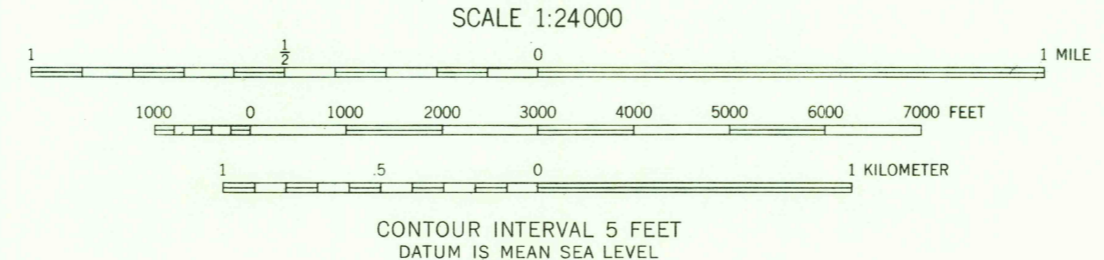 SCALE 1:24000
1 1/2 0 1 MILE
1000 0 1000 2000 3000 4000 5000 6000 7000 FEET
1 .5 0 1 KILOMETER
CONTOUR INTERVAL 5 FEET
DATUM IS MEAN SEA LEVEL